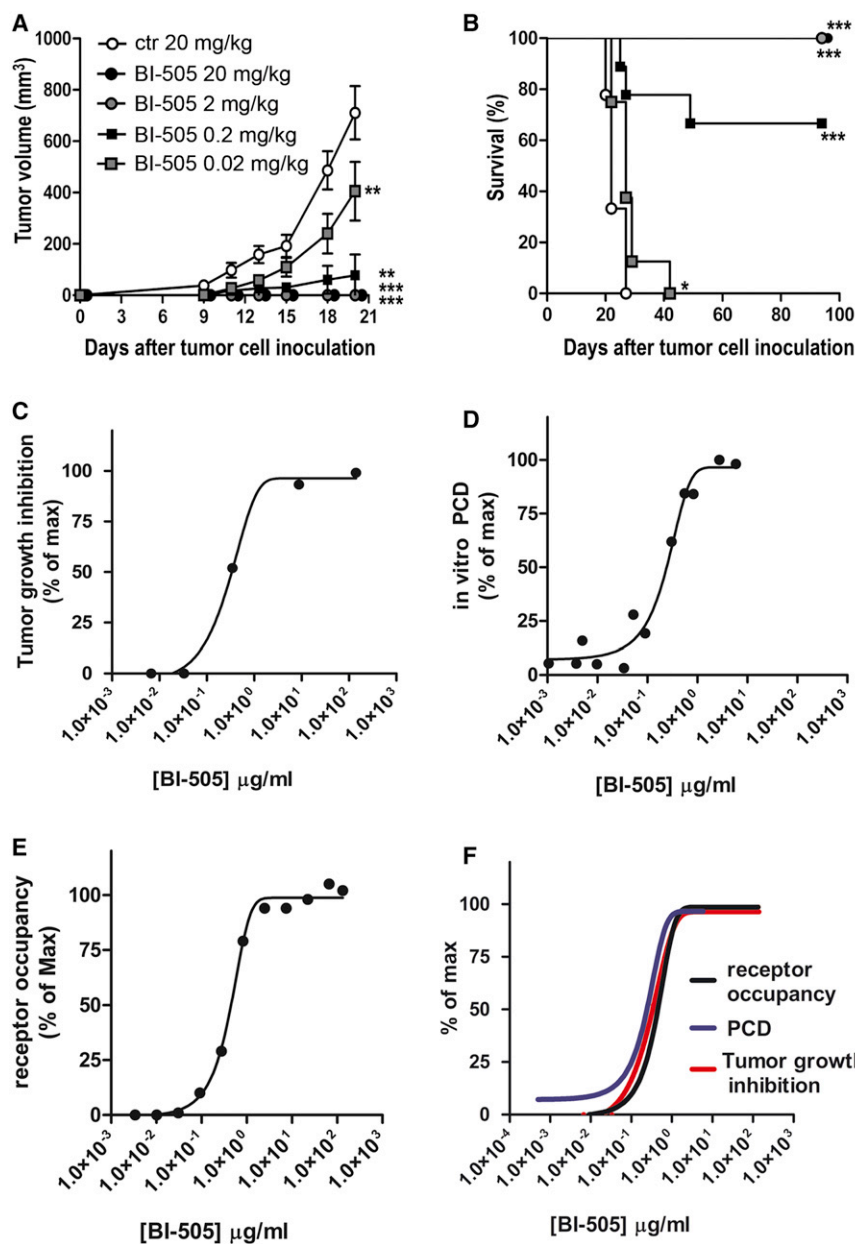 A
Tumor volume (mm³)
1000
800
600
400
200
0
ctr 20 mg/kg
BI-505 20 mg/kg
BI-505 2 mg/kg
BI-505 0.2 mg/kg
BI-505 0.02 mg/kg
**
**
***
***
0 3 6 9 12 15 18 21
Days after tumor cell inoculation
B
Survival (%)
100
80
60
40
20
0
***
***
***
*
0 20 40 60 80 100
Days after tumor cell inoculation
C
Tumor growth inhibition
(% of max)
100
75
50
25
0
1.0×10⁻³ 1.0×10⁻² 1.0×10⁻¹ 1.0×10⁰ 1.0×10¹ 1.0×10² 1.0×10³
[BI-505] µg/ml
D
in vitro PCD
(% of max)
100
75
50
25
0
1.0×10⁻³ 1.0×10⁻² 1.0×10⁻¹ 1.0×10⁰ 1.0×10¹ 1.0×10² 1.0×10³
[BI-505] µg/ml
E
receptor occupancy
(% of Max)
100
75
50
25
0
1.0×10⁻³ 1.0×10⁻² 1.0×10⁻¹ 1.0×10⁰ 1.0×10¹ 1.0×10² 1.0×10³
[BI-505] µg/ml
F
% of max
100
75
50
25
0
receptor
occupancy
PCD
Tumor growth
inhibition
1.0×10⁻⁴ 1.0×10⁻³ 1.0×10⁻² 1.0×10⁻¹ 1.0×10⁰ 1.0×10¹ 1.0×10² 1.0×10³
[BI-505] µg/ml